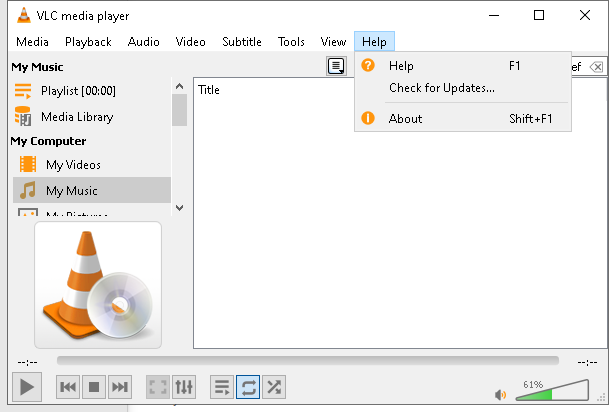 VLC media player
Media Playback Audio Video Subtitle Tools View Help
My Music
Playlist [00:00]
Media Library
My Computer
My Videos
My Music
Title
ef
Help F1
Check for Updates...
About Shift+F1
--:--
--:--
61%